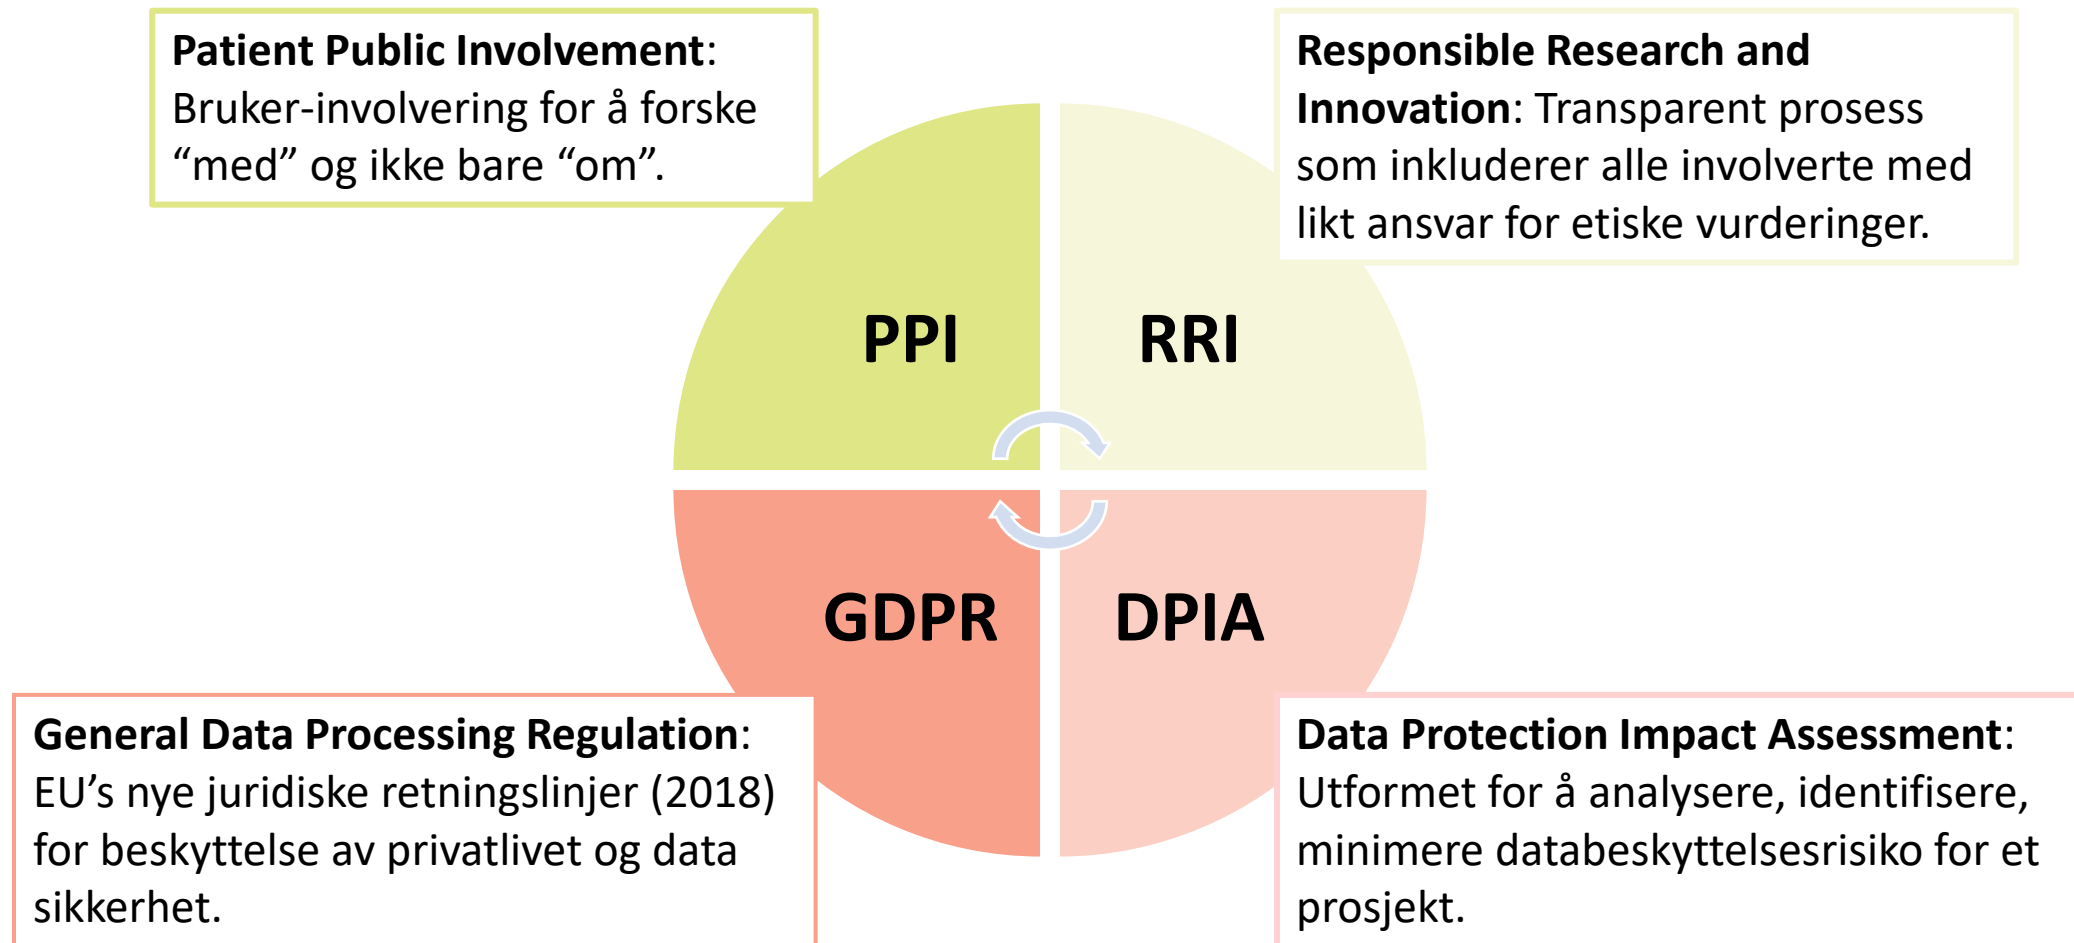 Patient Public Involvement:
Bruker-involvering for å forske
“med” og ikke bare “om”.
Responsible Research and
Innovation: Transparent prosess
som inkluderer alle involverte med
likt ansvar for etiske vurderinger.
PPI
RRI
GDPR
DPIA
General Data Processing Regulation:
EU’s nye juridiske retningslinjer (2018)
for beskyttelse av privatlivet og data
sikkerhet.
Data Protection Impact Assessment:
Utformet for å analysere, identifisere,
minimere databeskyttelsesrisiko for et
prosjekt.